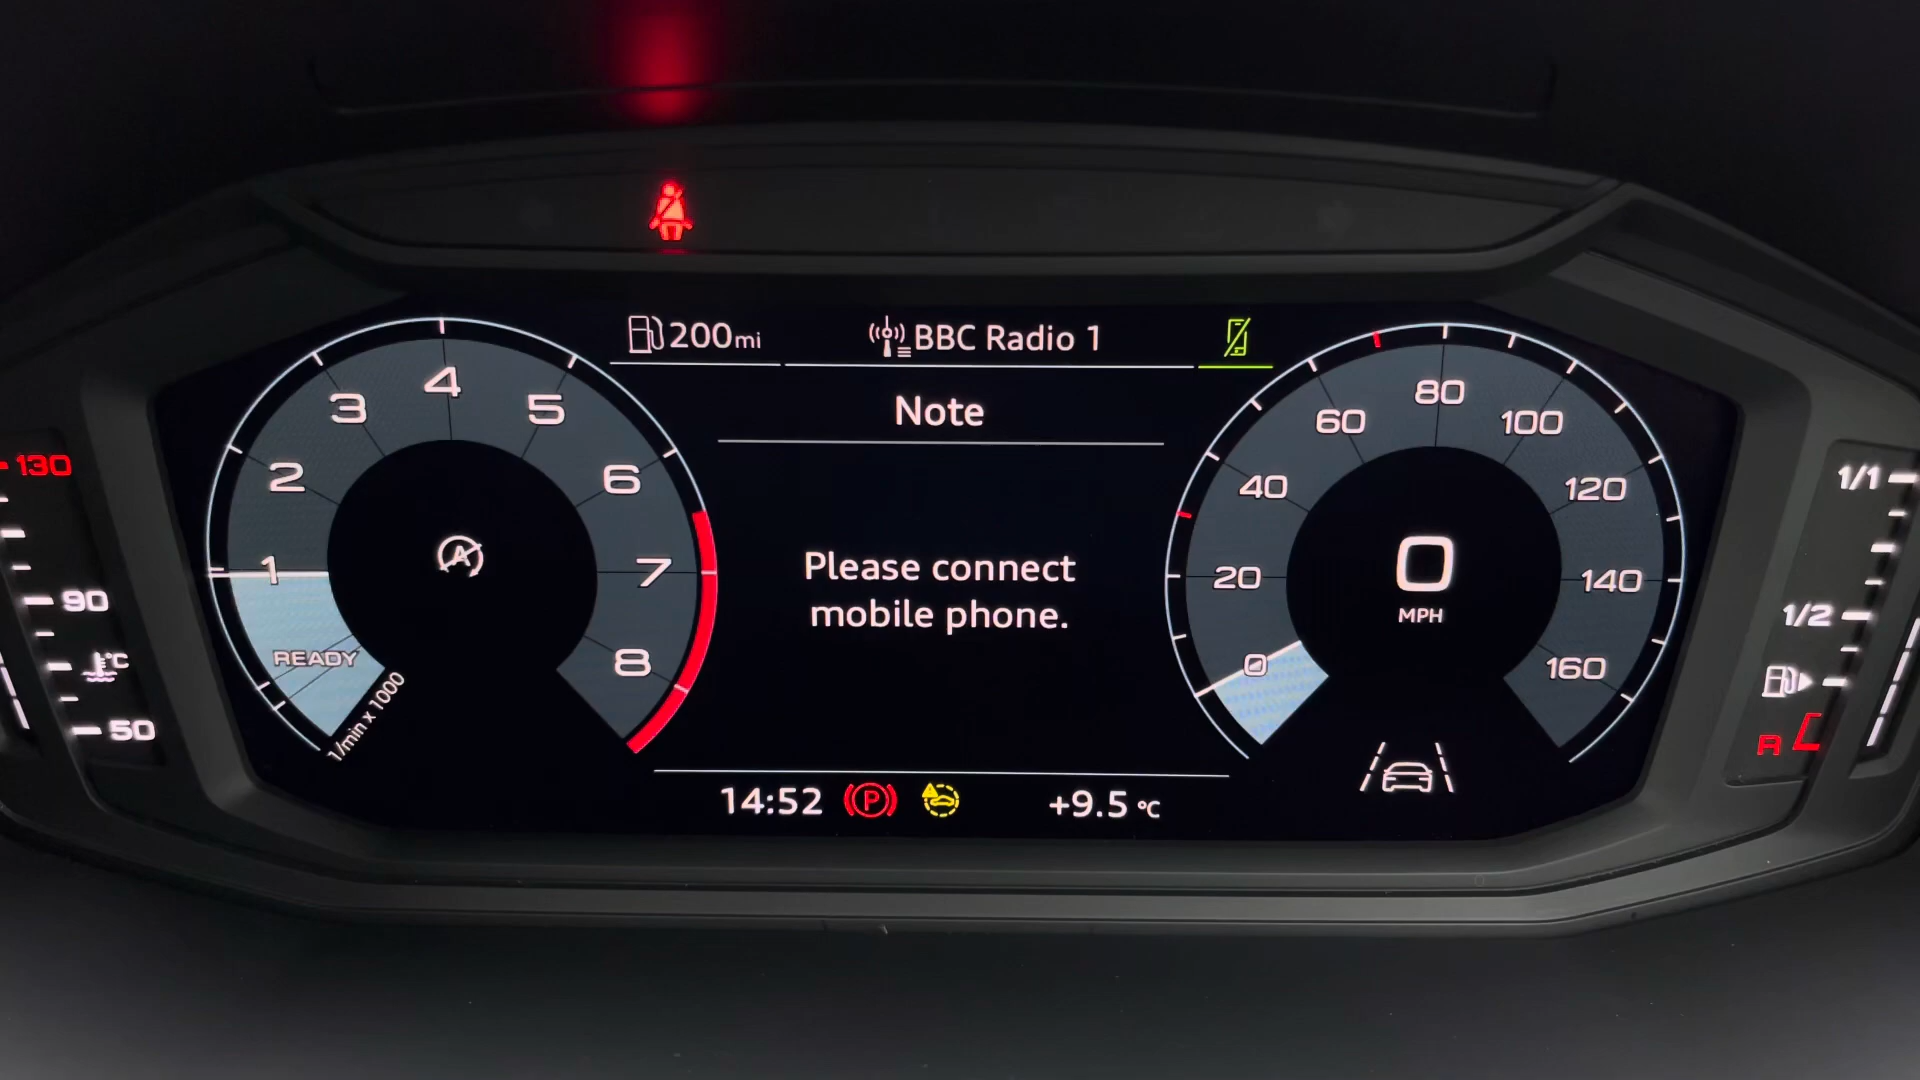 200mi
BBC Radio 1
Note
Please connect
mobile phone.
14:52
P
+9.5 °C
1
2
3
4
5
6
7
8
READY
1/min x 1000
A
0
20
40
60
80
100
120
140
160
0
MPH
130
90
°C
50
1/1
1/2
R